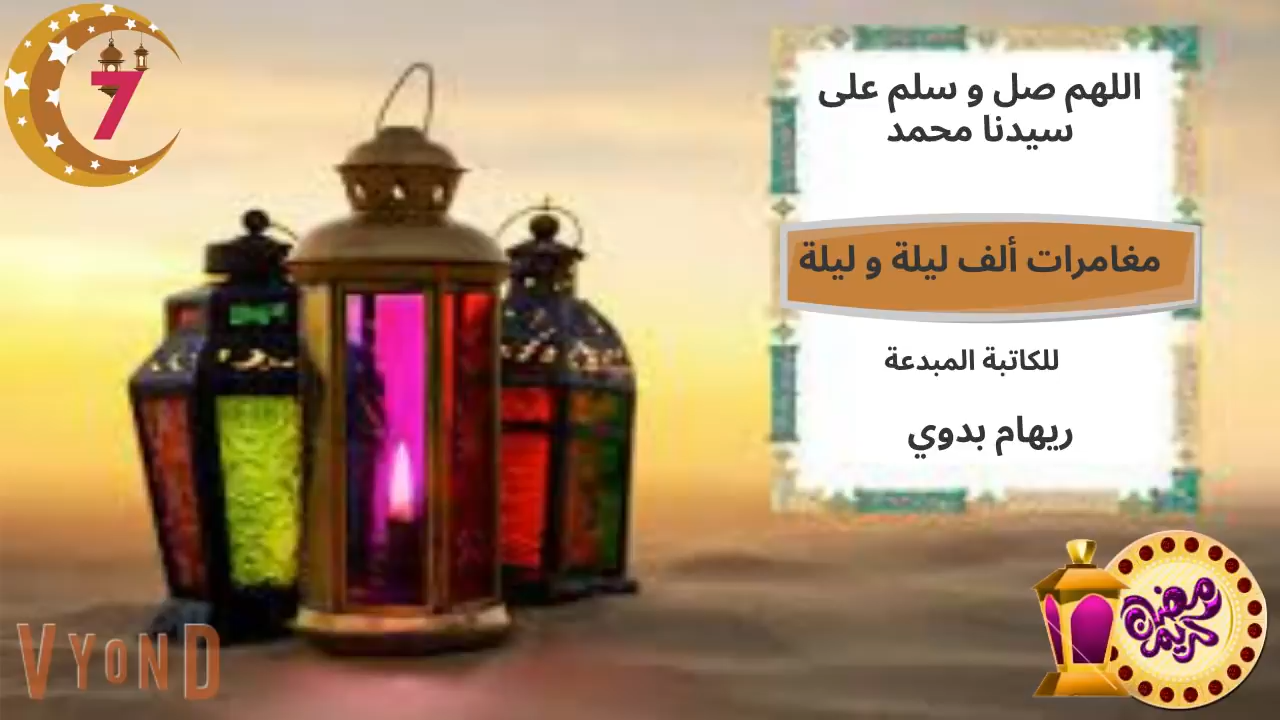 7
اللهم صل و سلم على
سيدنا محمد
مغامرات ألف ليلة و ليلة
للكاتبة المبدعة
ريهام بدوي
رمضان
كريم
VYOND